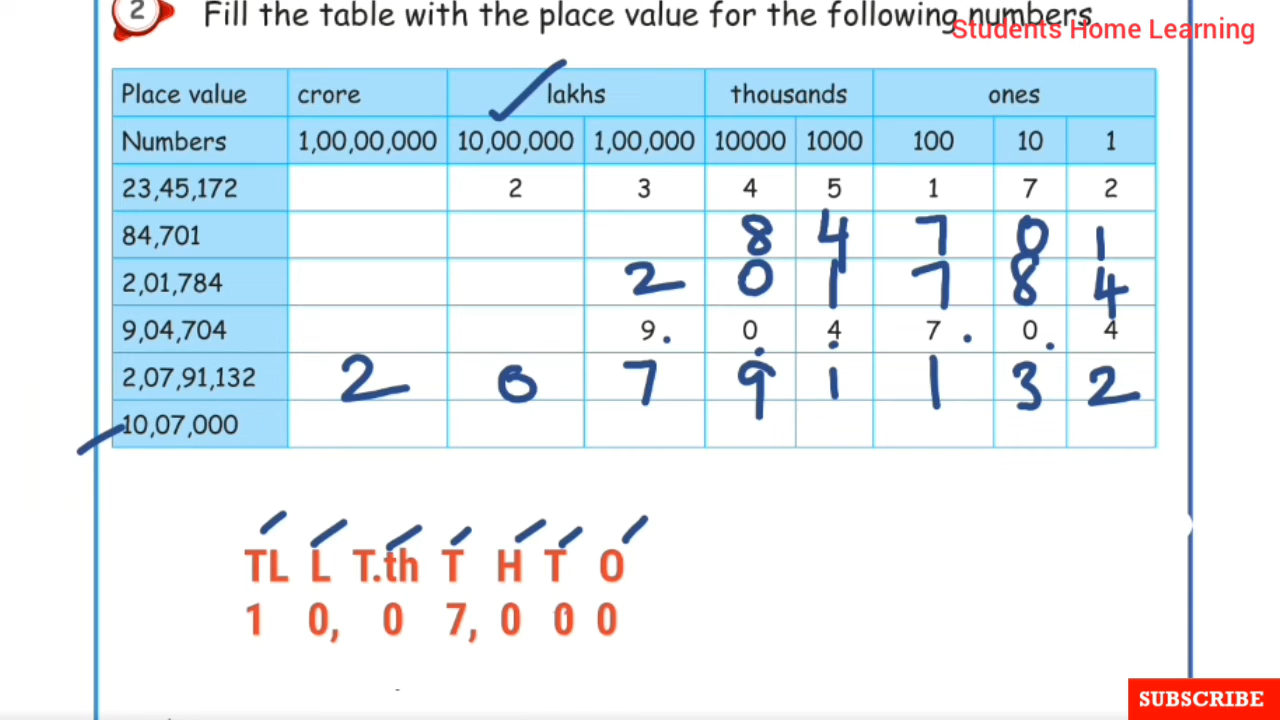 2 Fill the table with the place value for the following numbers.
Students Home Learning
Place value crore lakhs thousands ones
Numbers 1,00,00,000 10,00,000 1,00,000 10000 1000 100 10 1
23,45,172 2 3 4 5 1 7 2
84,701 8 4 7 0 1
2,01,784 2 0 1 7 8 4
9,04,704 9 0 4 7 0 4
2,07,91,132 2 0 7 9 1 1 3 2
10,07,000
TL L T.th T H T O
1 0, 0 7, 0 0 0
SUBSCRIBE